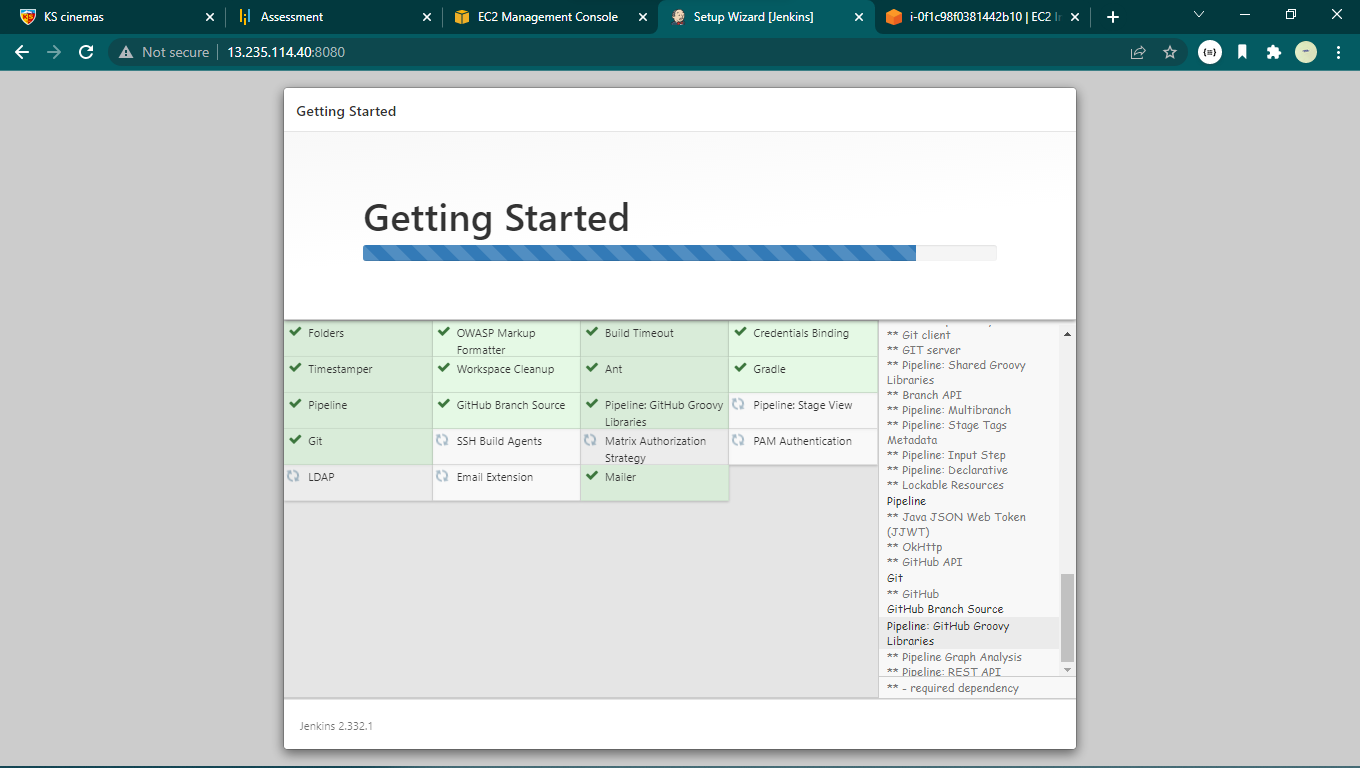 KS cinemas
Assessment
EC2 Management Console
Setup Wizard [Jenkins]
i-0f1c98f0381442b10 | EC2 In
Not secure
13.235.114.40:8080
Getting Started
Getting Started
Folders
OWASP Markup
Formatter
Build Timeout
Credentials Binding
Timestamper
Workspace Cleanup
Ant
Gradle
Pipeline
GitHub Branch Source
Pipeline: GitHub Groovy
Libraries
Pipeline: Stage View
Git
SSH Build Agents
Matrix Authorization
Strategy
PAM Authentication
LDAP
Email Extension
Mailer
** Git client
** GIT server
** Pipeline: Shared Groovy
Libraries
** Branch API
** Pipeline: Multibranch
** Pipeline: Stage Tags
Metadata
** Pipeline: Input Step
** Pipeline: Declarative
** Lockable Resources
Pipeline
** Java JSON Web Token
(JJWT)
** OkHttp
** GitHub API
Git
** GitHub
GitHub Branch Source
Pipeline: GitHub Groovy
Libraries
** Pipeline Graph Analysis
** Pipeline: REST API
** - required dependency
Jenkins 2.332.1